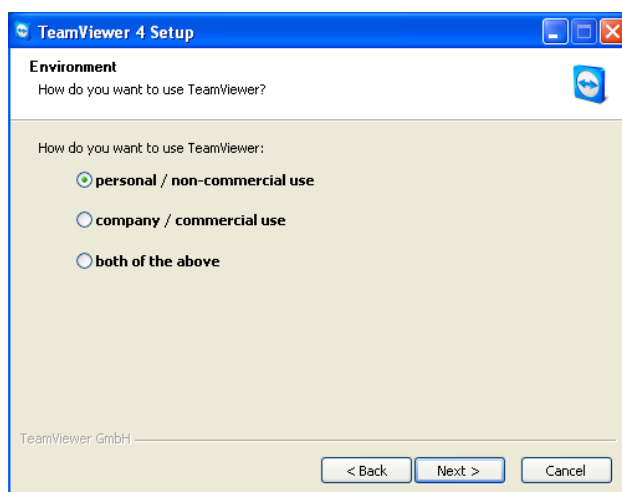 TeamViewer 4 Setup
Environment
How do you want to use TeamViewer?
How do you want to use TeamViewer:
personal / non-commercial use
company / commercial use
both of the above
TeamViewer GmbH
< Back Next > Cancel